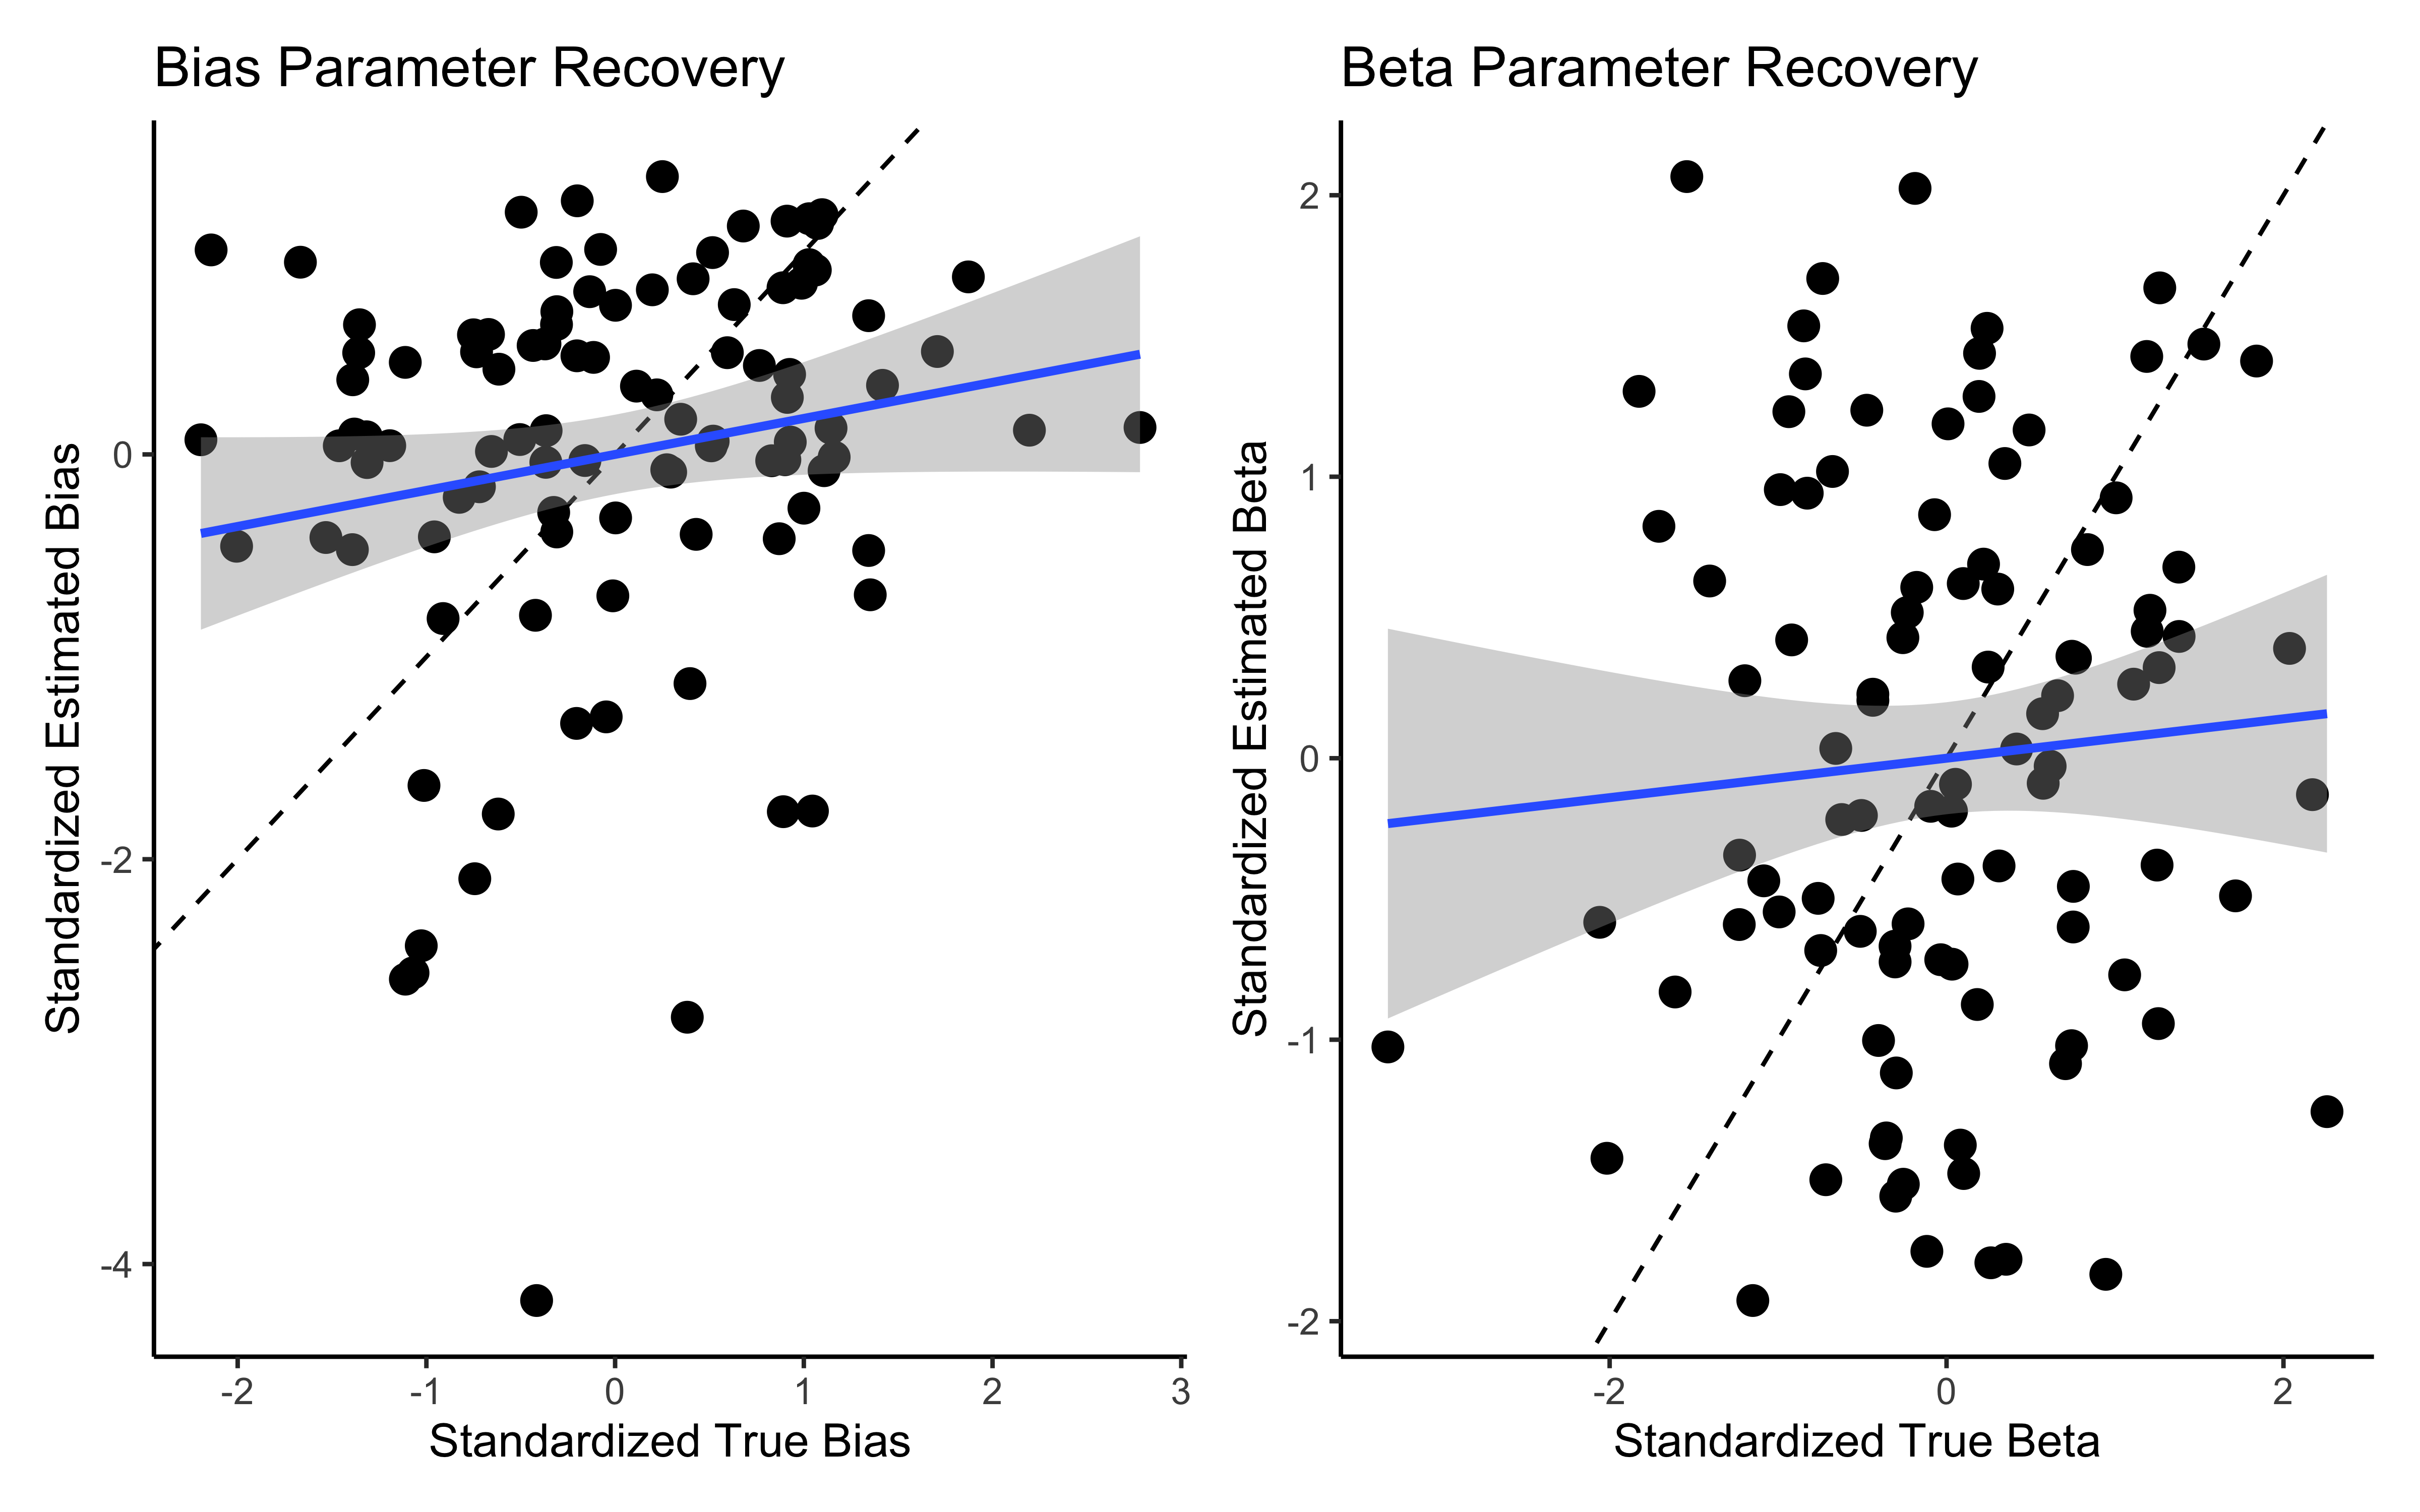 Bias Parameter Recovery
Standardized Estimated Bias
0
-2
-4
-2
-1
0
1
2
3
Standardized True Bias
Beta Parameter Recovery
Standardized Estimated Beta
2
1
0
-1
-2
-2
0
2
Standardized True Beta